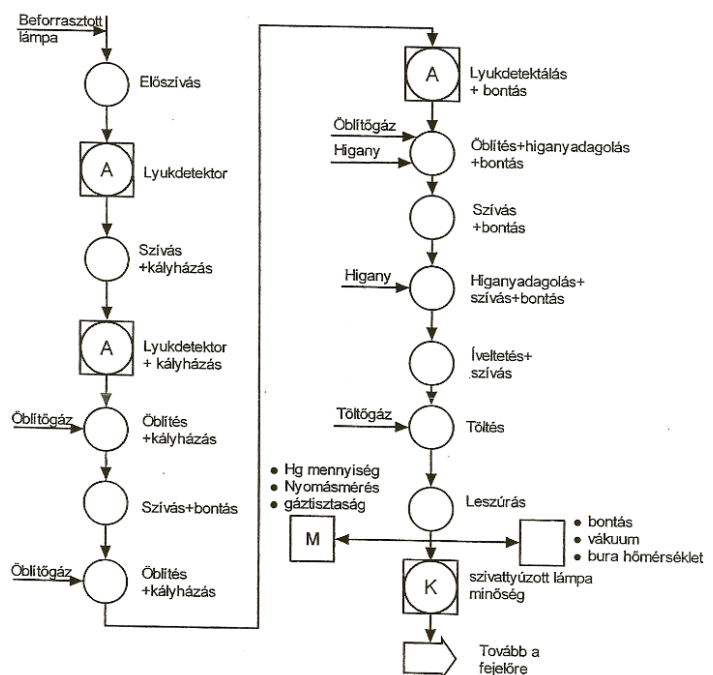 Beforrasztott
lámpa
Előszívás
A
Lyukdetektor
Szívás
+kályházás
A
Lyukdetektor
+ kályházás
Öblítőgáz
Öblítés
+kályházás
Szívás+bontás
Öblítőgáz
Öblítés
+kályházás
A
Lyukdetektálás
+ bontás
Öblítőgáz
Higany
Öblítés+higanyadagolás
+bontás
Szívás
+bontás
Higany
Higanyadagolás+
szívás+bontás
Íveltetés+
szívás
Töltőgáz
Töltés
• Hg mennyiség
• Nyomásmérés
• gáztisztaság
Leszúrás
M
• bontás
• vákuum
• bura hőmérséklet
K
szivattyúzott lámpa
minőség
Tovább a
fejelőre